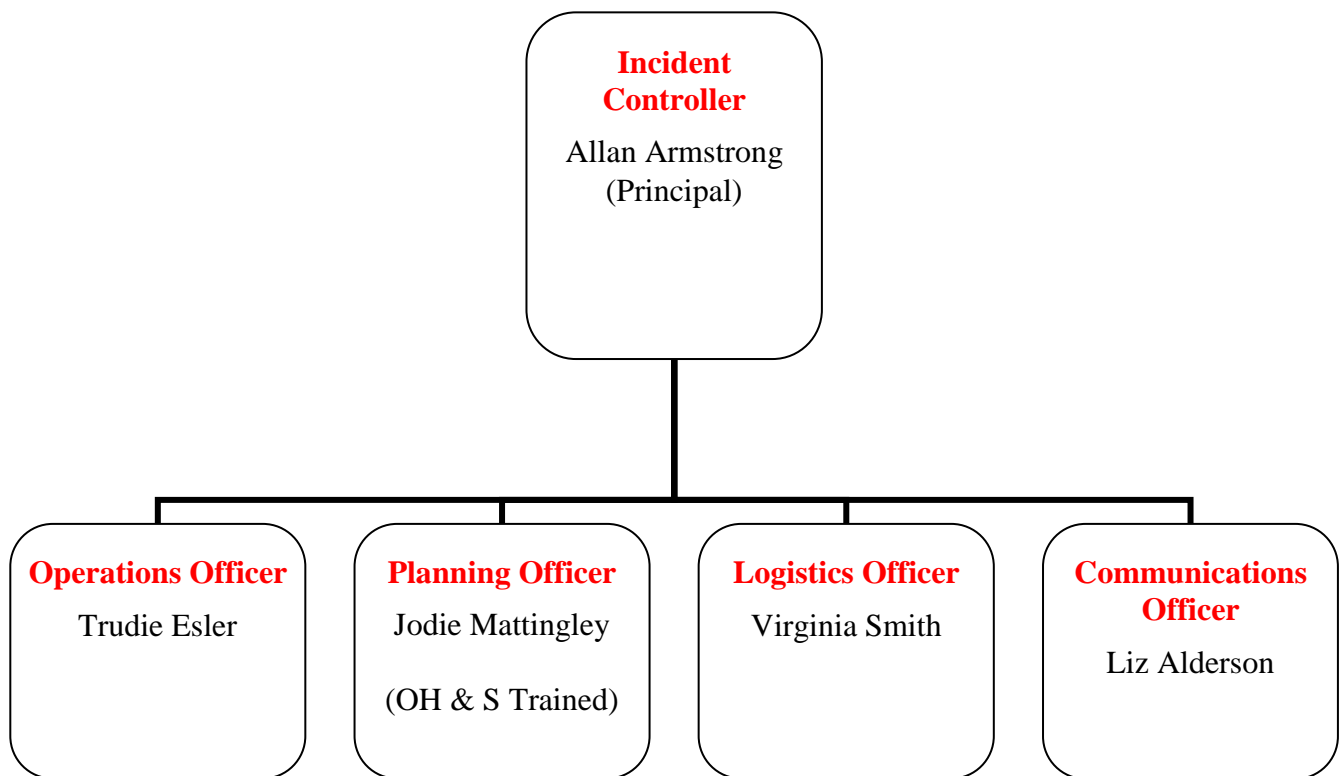 Incident
Controller
Allan Armstrong
(Principal)
Operations Officer
Trudie Esler
Planning Officer
Jodie Mattingley
(OH & S Trained)
Logistics Officer
Virginia Smith
Communications
Officer
Liz Alderson